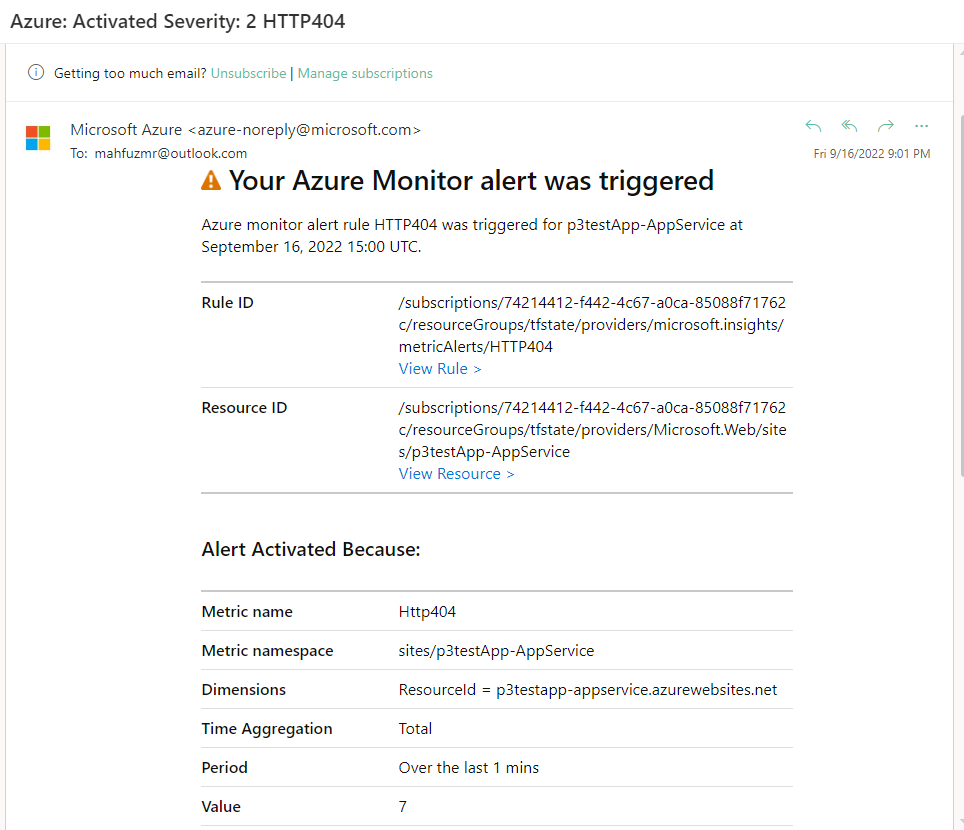 Azure: Activated Severity: 2 HTTP404
Getting too much email? Unsubscribe | Manage subscriptions
Microsoft Azure <azure-noreply@microsoft.com>
To: mahfuzmr@outlook.com
Fri 9/16/2022 9:01 PM
Your Azure Monitor alert was triggered
Azure monitor alert rule HTTP404 was triggered for p3testApp-AppService at
September 16, 2022 15:00 UTC.
Rule ID
/subscriptions/74214412-f442-4c67-a0ca-85088f71762
c/resourceGroups/tfstate/providers/microsoft.insights/
metricAlerts/HTTP404
View Rule >
Resource ID
/subscriptions/74214412-f442-4c67-a0ca-85088f71762
c/resourceGroups/tfstate/providers/Microsoft.Web/site
s/p3testApp-AppService
View Resource >
Alert Activated Because:
Metric name Http404
Metric namespace sites/p3testApp-AppService
Dimensions ResourceId = p3testapp-appservice.azurewebsites.net
Time Aggregation Total
Period Over the last 1 mins
Value 7